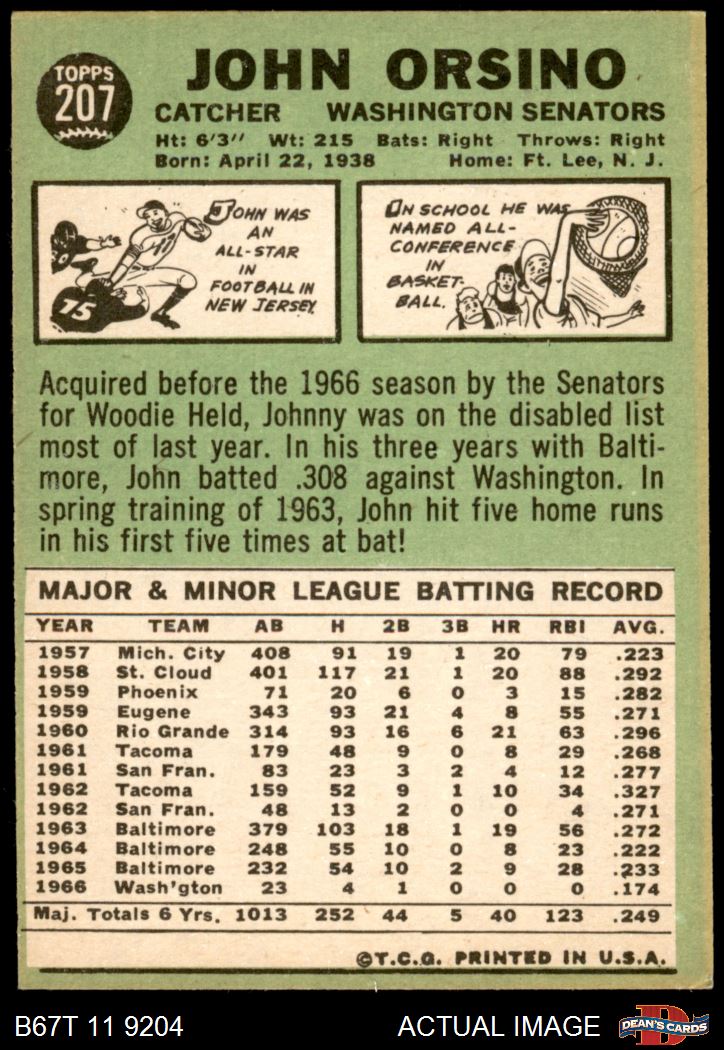 TOPPS
207
JOHN ORSINO
CATCHER WASHINGTON SENATORS
Ht: 6'3" Wt: 215 Bats: Right Throws: Right
Born: April 22, 1938 Home: Ft. Lee, N. J.
JOHN WAS
AN
ALL-STAR
IN
FOOTBALL IN
NEW JERSEY.
75
IN SCHOOL HE WAS
NAMED ALL-
CONFERENCE
IN
BASKET-
BALL.
Acquired before the 1966 season by the Senators
for Woodie Held, Johnny was on the disabled list
most of last year. In his three years with Balti-
more, John batted .308 against Washington. In
spring training of 1963, John hit five home runs
in his first five times at bat!
MAJOR & MINOR LEAGUE BATTING RECORD
YEAR TEAM AB H 2B 3B HR RBI AVG.
1957 Mich. City 408 91 19 1 20 79 .223
1958 St. Cloud 401 117 21 1 20 88 .292
1959 Phoenix 71 20 6 0 3 15 .282
1959 Eugene 343 93 21 4 8 55 .271
1960 Rio Grande 314 93 16 6 21 63 .296
1961 Tacoma 179 48 9 0 8 29 .268
1961 San Fran. 83 23 3 2 4 12 .277
1962 Tacoma 159 52 9 1 10 34 .327
1962 San Fran. 48 13 2 0 0 4 .271
1963 Baltimore 379 103 18 1 19 56 .272
1964 Baltimore 248 55 10 0 8 23 .222
1965 Baltimore 232 54 10 2 9 28 .233
1966 Wash'gton 23 4 1 0 0 0 .174
Maj. Totals 6 Yrs. 1013 252 44 5 40 123 .249
©T.C.G. PRINTED IN U.S.A.
B67T 11 9204 ACTUAL IMAGE D DEAN'S CARDS